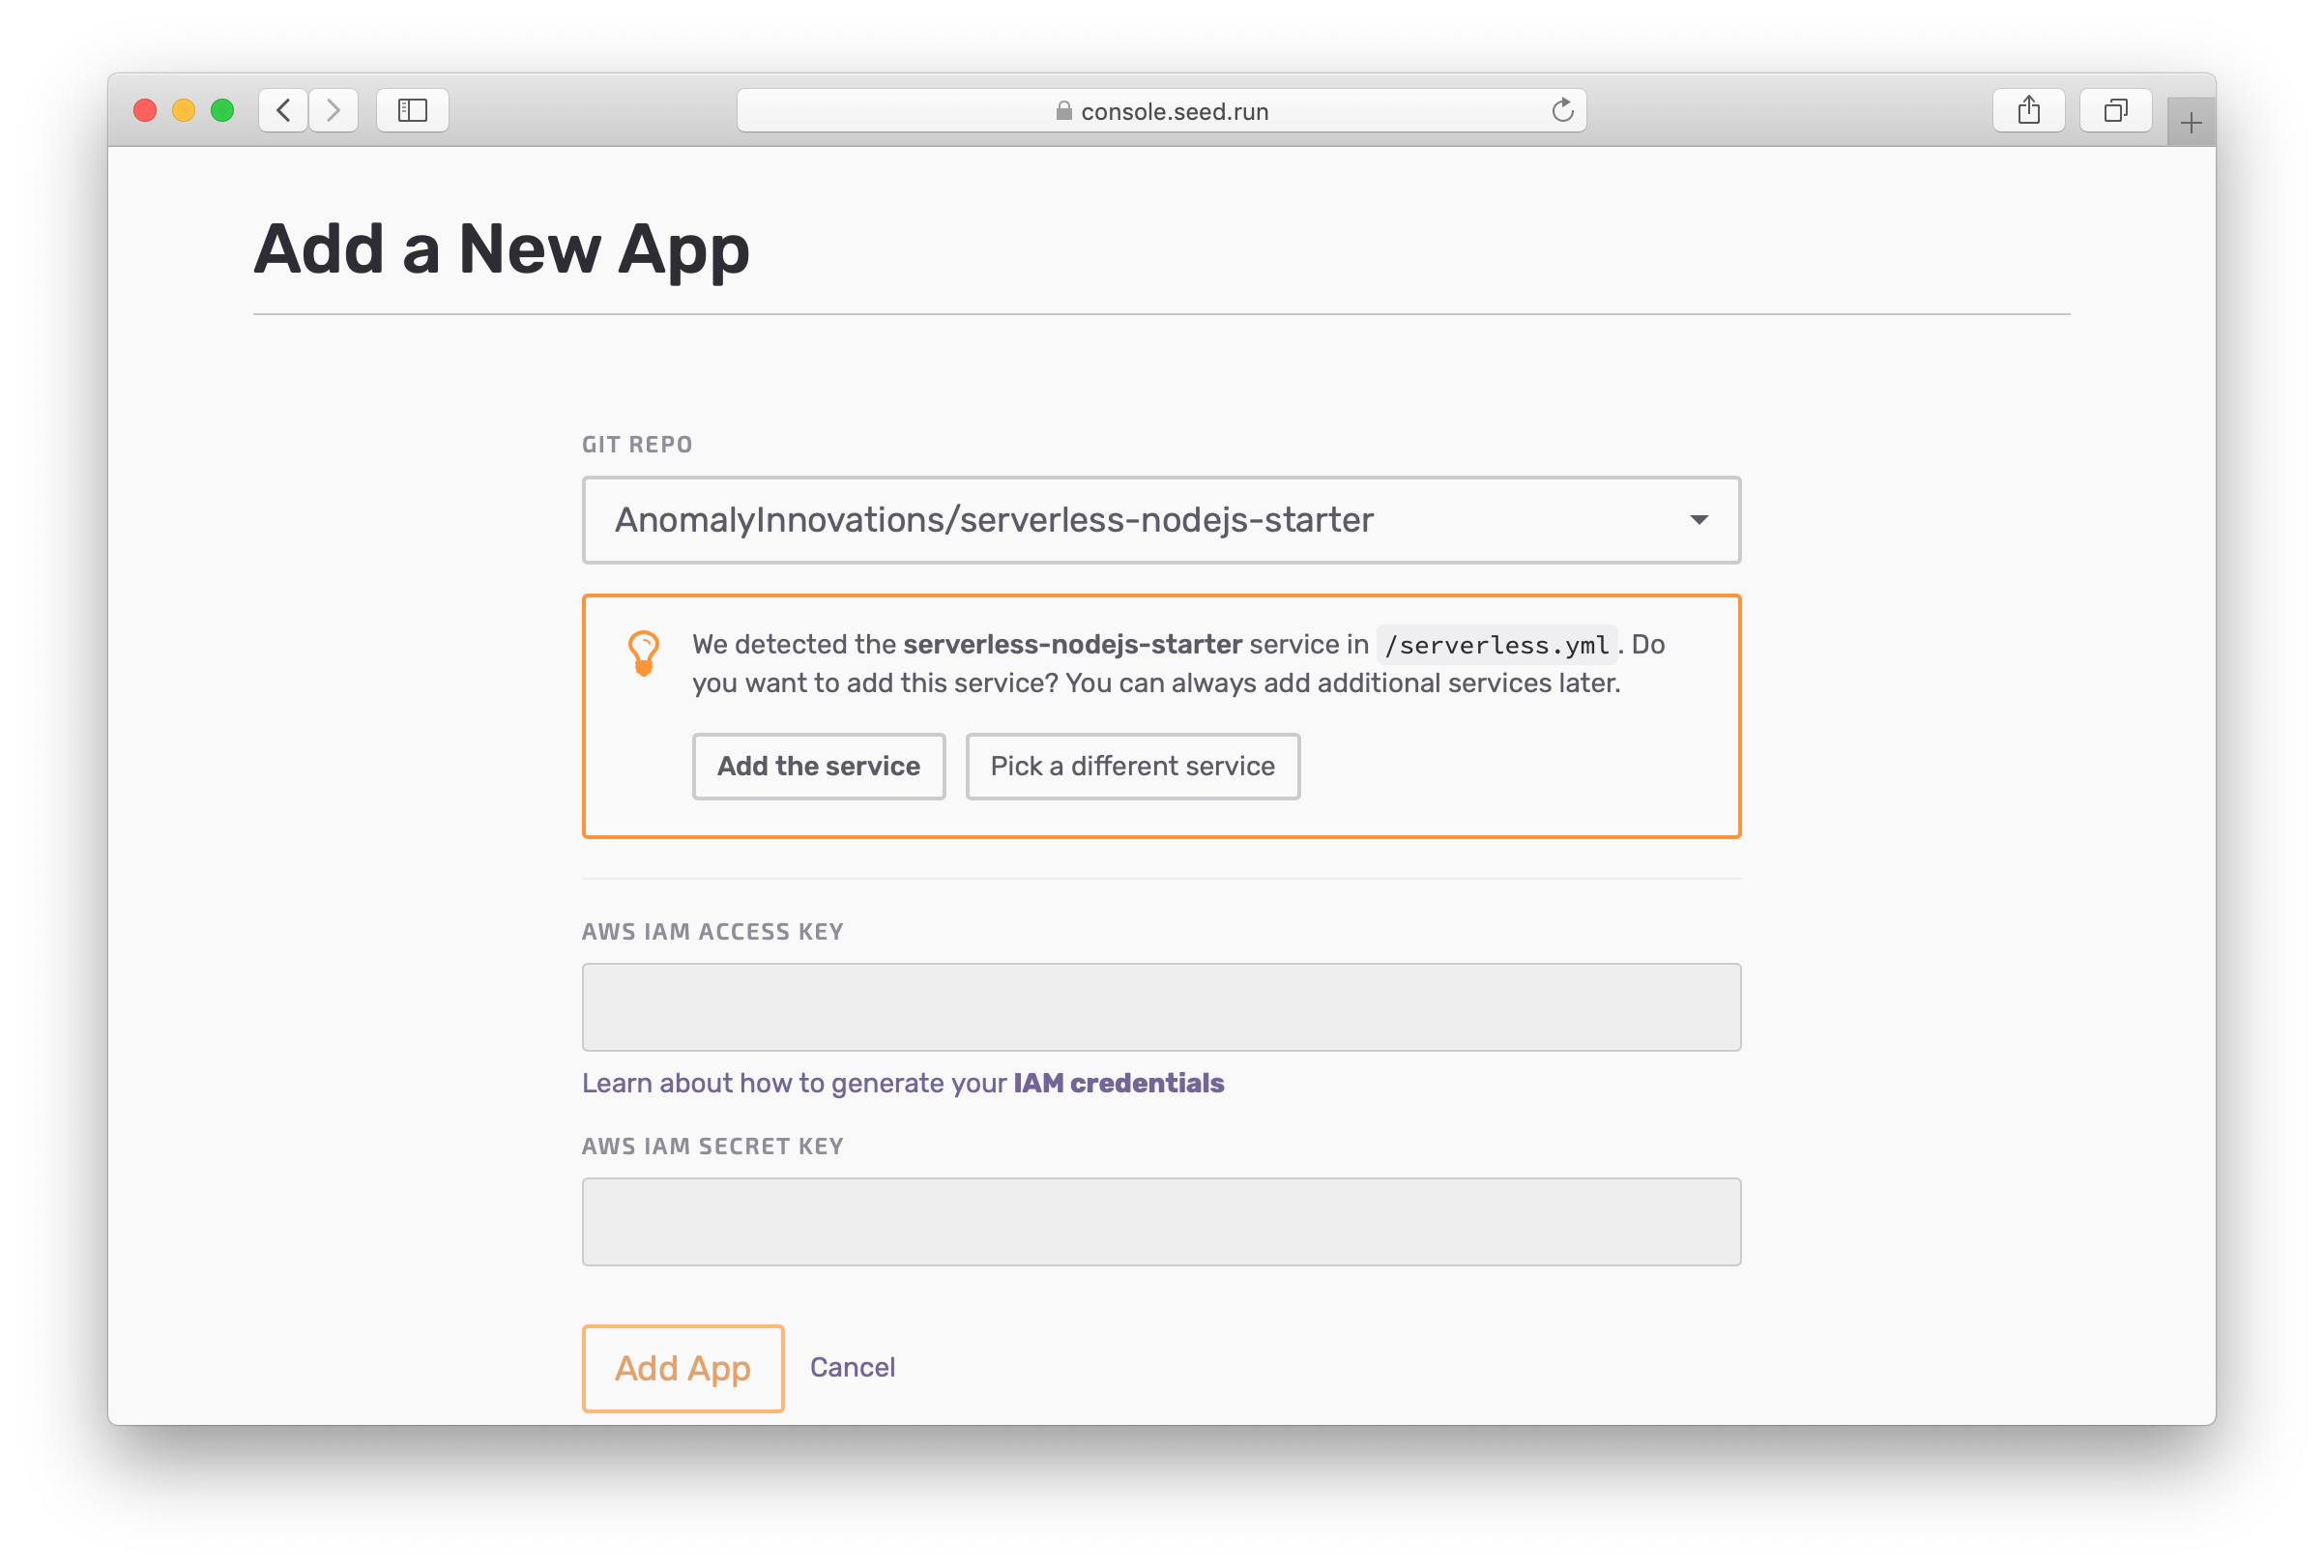 console.seed.run
Add a New App
GIT REPO
AnomalyInnovations/serverless-nodejs-starter
We detected the serverless-nodejs-starter service in /serverless.yml. Do
you want to add this service? You can always add additional services later.
Add the service Pick a different service
AWS IAM ACCESS KEY
Learn about how to generate your IAM credentials
AWS IAM SECRET KEY
Add App Cancel